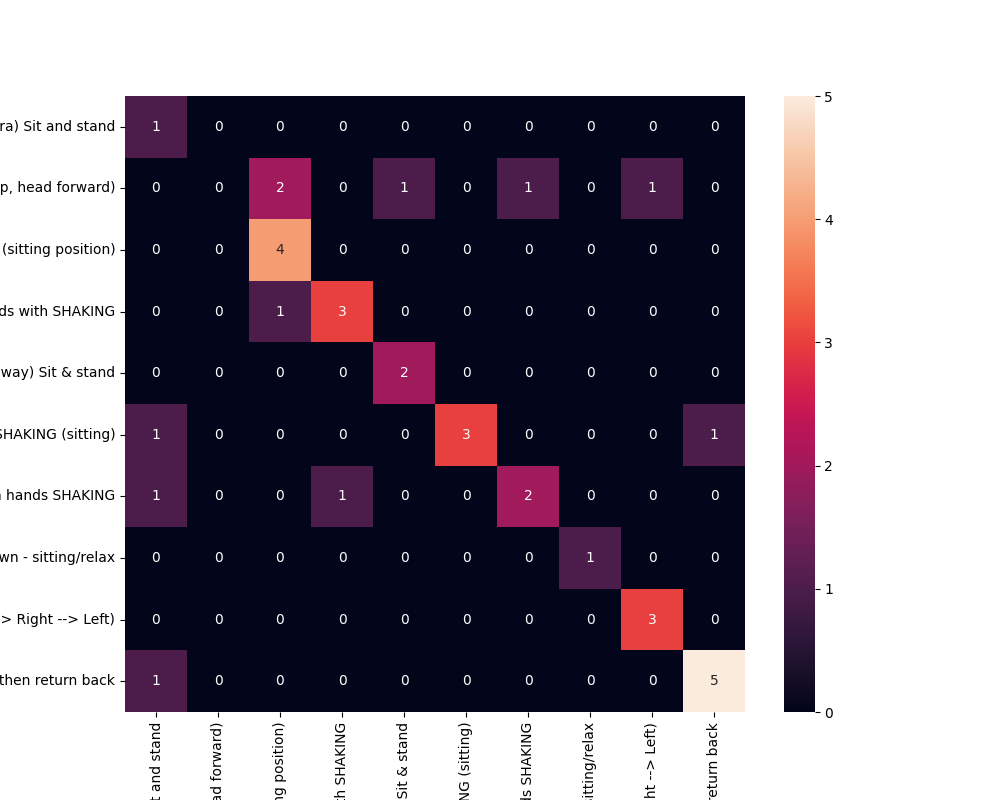 5
ra) Sit and stand 1 0 0 0 0 0 0 0 0 0
p, head forward) 0 0 2 0 1 0 1 0 1 0
4
(sitting position) 0 0 4 0 0 0 0 0 0 0
ds with SHAKING 0 0 1 3 0 0 0 0 0 0
3
way) Sit & stand 0 0 0 0 2 0 0 0 0 0
SHAKING (sitting) 1 0 0 0 0 3 0 0 0 1
2
hands SHAKING 1 0 0 1 0 0 2 0 0 0
wn - sitting/relax 0 0 0 0 0 0 0 1 0 0
1
> Right --> Left) 0 0 0 0 0 0 0 0 3 0
then return back 1 0 0 0 0 0 0 0 0 5
0
t and stand
ad forward)
ng position)
th SHAKING
Sit & stand
NG (sitting)
ds SHAKING
sitting/relax
ht --> Left)
return back